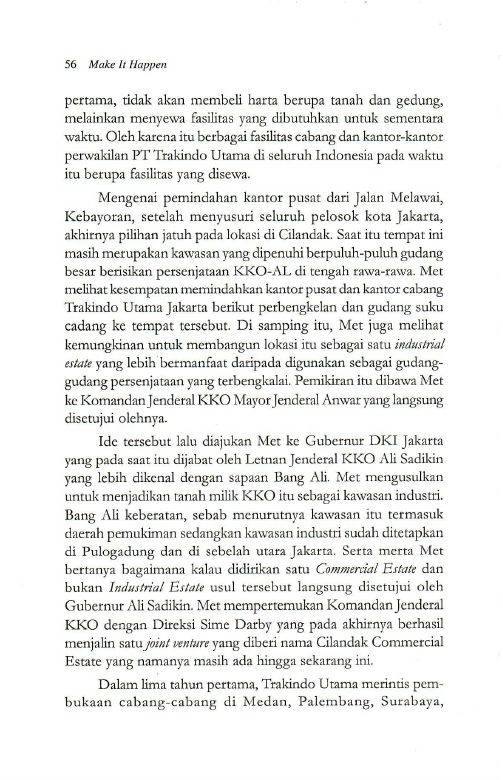 56 Make It Happen
pertama, tidak akan membeli harta berupa tanah dan gedung,
melainkan menyewa fasilitas yang dibutuhkan untuk sementara
waktu. Oleh karena itu berbagai fasilitas cabang dan kantor-kantor
perwakilan PT Trakindo Utama di seluruh Indonesia pada waktu
itu berupa fasilitas yang disewa.
Mengenai pemindahan kantor pusat dari Jalan Melawai,
Kebayoran, setelah menyusuri seluruh pelosok kota Jakarta,
akhirnya pilihan jatuh pada lokasi di Cilandak. Saat itu tempat ini
masih merupakan kawasan yang dipenuhi berpuluh-puluh gudang
besar berisikan persenjataan KKO-AL di tengah rawa-rawa. Met
melihat kesempatan memindahkan kantor pusat dan kantor cabang
Trakindo Utama Jakarta berikut perbengkelan dan gudang suku
cadang ke tempat tersebut. Di samping itu, Met juga melihat
kemungkinan untuk membangun lokasi itu sebagai satu industrial
estate yang lebih bermanfaat daripada digunakan sebagai gudang-
gudang persenjataan yang terbengkalai. Pemikiran itu dibawa Met
ke Komandan Jenderal KKO Mayor Jenderal Anwar yang langsung
disetujui olehnya.
Ide tersebut lalu diajukan Met ke Gubernur DKI Jakarta
yang pada saat itu dijabat oleh Letnan Jenderal KKO Ali Sadikin
yang lebih dikenal dengan sapaan Bang Ali. Met mengusulkan
untuk menjadikan tanah milik KKO itu sebagai kawasan industri.
Bang Ali keberatan, sebab menurutnya kawasan itu termasuk
daerah pemukiman sedangkan kawasan industri sudah ditetapkan
di Pulogadung dan di sebelah utara Jakarta. Serta merta Met
bertanya bagaimana kalau didirikan satu Commercial Estate dan
bukan Industrial Estate usul tersebut langsung disetujui oleh
Gubernur Ali Sadikin. Met mempertemukan Komandan Jenderal
KKO dengan Direksi Sime Darby yang pada akhirnya berhasil
menjalin satu joint venture yang diberi nama Cilandak Commercial
Estate yang namanya masih ada hingga sekarang ini.
Dalam lima tahun pertama, Trakindo Utama merintis pem-
bukaan cabang-cabang di Medan, Palembang, Surabaya,